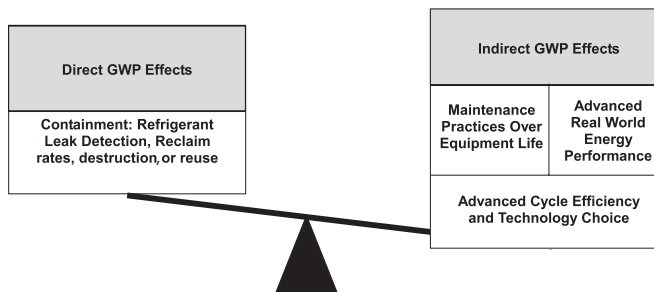 Direct GWP Effects
Containment: Refrigerant
Leak Detection, Reclaim
rates, destruction, or reuse
Indirect GWP Effects
Maintenance
Practices Over
Equipment Life
Advanced
Real World
Energy
Performance
Advanced Cycle Efficiency
and Technology Choice